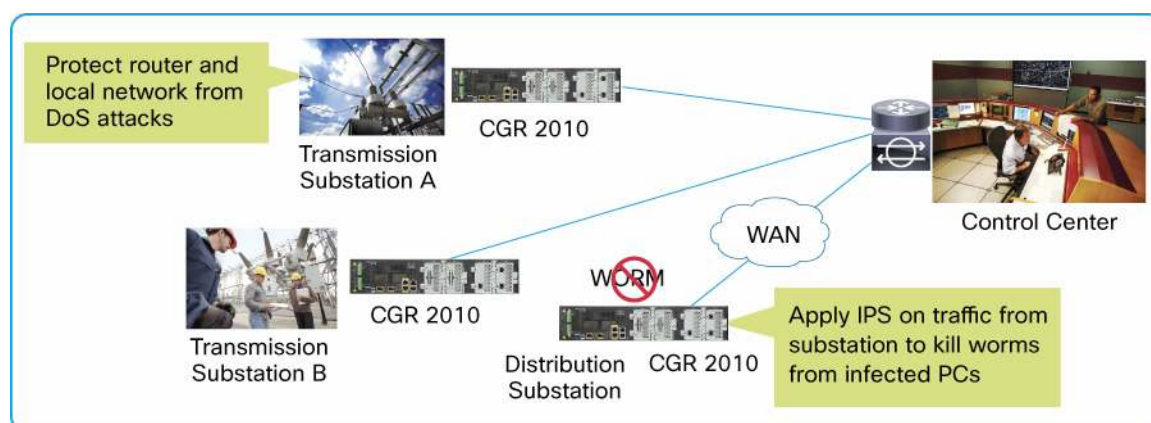 Protect router and
local network from
DoS attacks
CGR 2010
Transmission
Substation A
Control Center
WAN
WORM
CGR 2010
Transmission
Substation B
Distribution
Substation
CGR 2010
Apply IPS on traffic from
substation to kill worms
from infected PCs